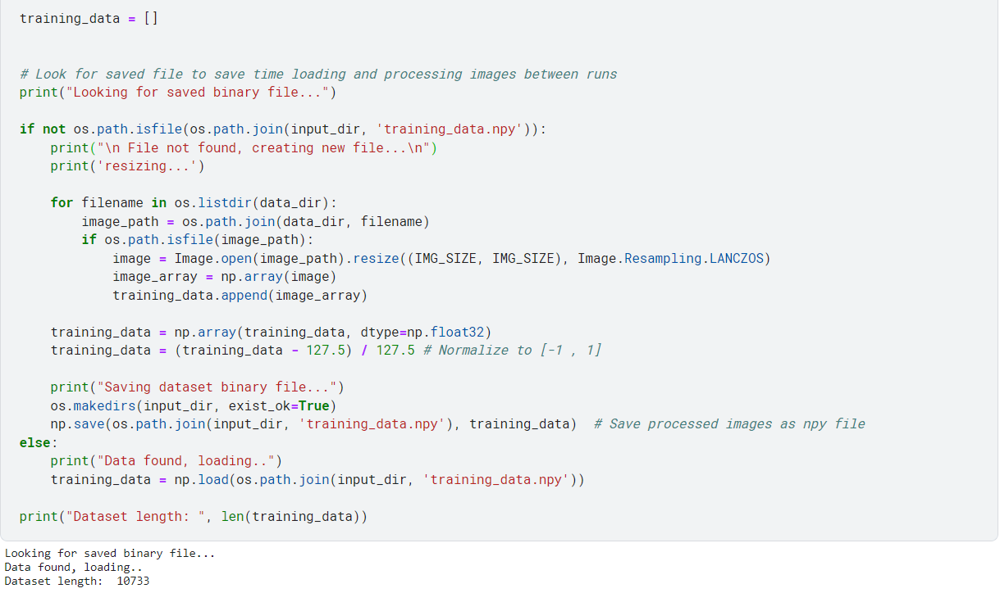 training_data = []
# Look for saved file to save time loading and processing images between runs
print("Looking for saved binary file...")
if not os.path.isfile(os.path.join(input_dir, 'training_data.npy')):
    print("\n File not found, creating new file...\n")
    print('resizing...')
    for filename in os.listdir(data_dir):
        image_path = os.path.join(data_dir, filename)
        if os.path.isfile(image_path):
            image = Image.open(image_path).resize((IMG_SIZE, IMG_SIZE), Image.Resampling.LANCZOS)
            image_array = np.array(image)
            training_data.append(image_array)
    training_data = np.array(training_data, dtype=np.float32)
    training_data = (training_data - 127.5) / 127.5 # Normalize to [-1 , 1]
    print("Saving dataset binary file...")
    os.makedirs(input_dir, exist_ok=True)
    np.save(os.path.join(input_dir, 'training_data.npy'), training_data)  # Save processed images as npy file
else:
    print("Data found, loading..")
    training_data = np.load(os.path.join(input_dir, 'training_data.npy'))
print("Dataset length: ", len(training_data))
Looking for saved binary file...
Data found, loading..
Dataset length:  10733